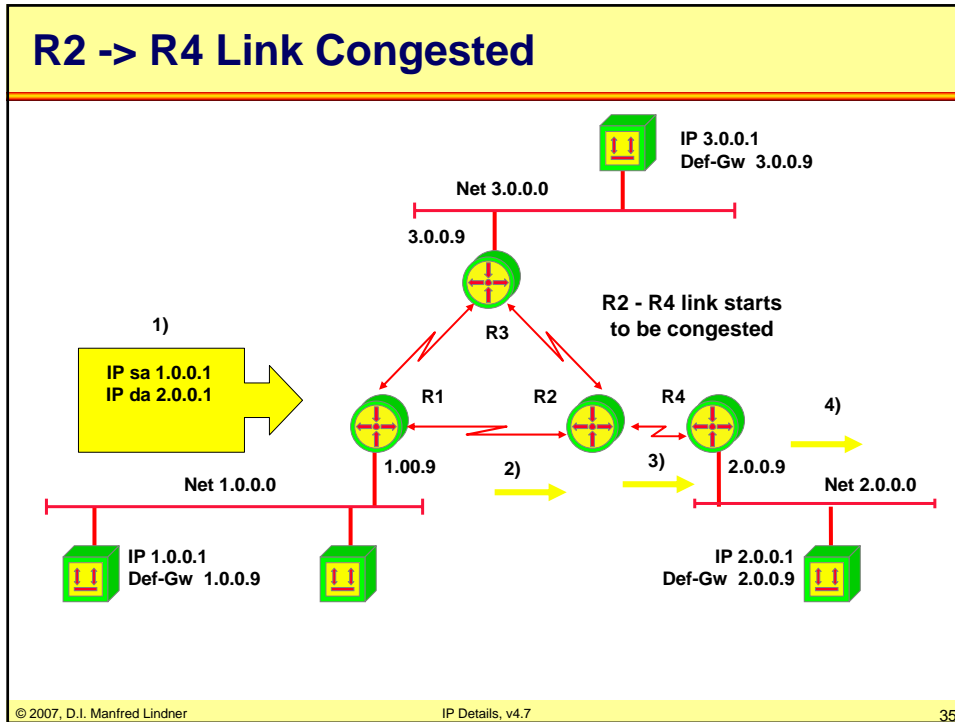 R2 -> R4 Link Congested
IP 3.0.0.1
Def-Gw 3.0.0.9
Net 3.0.0.0
3.0.0.9
R2 - R4 link starts
to be congested
1)
R3
IP sa 1.0.0.1
IP da 2.0.0.1
R1
R2
R4
4)
1.00.9
2)
3)
2.0.0.9
Net 1.0.0.0
Net 2.0.0.0
IP 1.0.0.1
Def-Gw 1.0.0.9
IP 2.0.0.1
Def-Gw 2.0.0.9
© 2007, D.I. Manfred Lindner
IP Details, v4.7
35